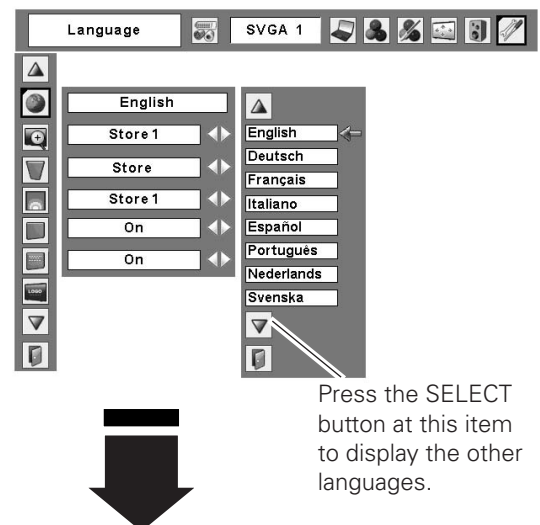 Language
SVGA 1
English
Store 1
Store
Store 1
On
On
LOGO
English
Deutsch
Français
Italiano
Español
Português
Nederlands
Svenska
Press the SELECT
button at this item
to display the other
languages.